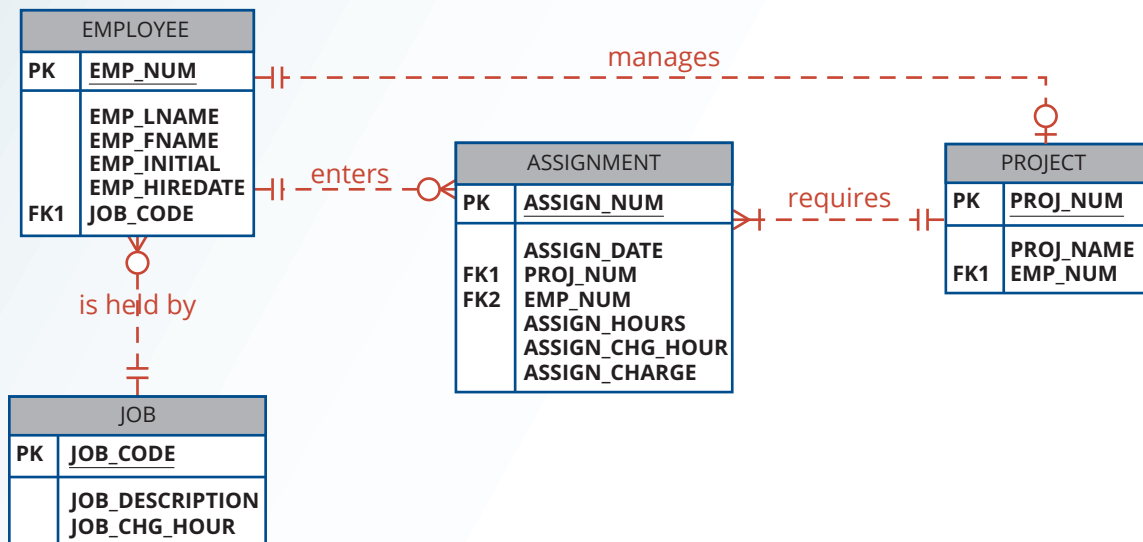 EMPLOYEE
PK EMP_NUM
EMP_LNAME
EMP_FNAME
EMP_INITIAL
EMP_HIREDATE
FK1 JOB_CODE
manages
enters
is held by
ASSIGNMENT
PK ASSIGN_NUM
ASSIGN_DATE
FK1 PROJ_NUM
FK2 EMP_NUM
ASSIGN_HOURS
ASSIGN_CHG_HOUR
ASSIGN_CHARGE
requires
PROJECT
PK PROJ_NUM
PROJ_NAME
FK1 EMP_NUM
JOB
PK JOB_CODE
JOB_DESCRIPTION
JOB_CHG_HOUR